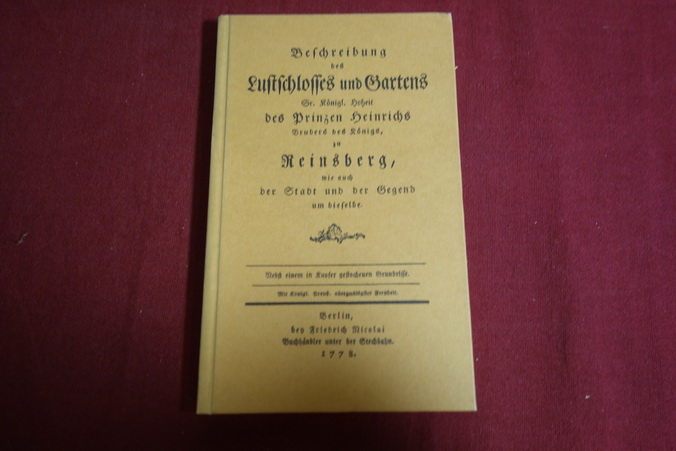 Beschreibung
des
Lustschlosses und Gartens
Sr. Königl. Hoheit
des Prinzen Heinrichs
Bruders des Königs,
zu
Reinsberg,
wie auch
der Stadt und der Gegend
um dieselbe.
Nebst einem in Kupfer gestochenen Grundrisse.
Mit Königl. Preuß. allergnädigster Freyheit.
Berlin,
bey Friedrich Nicolai
Buchhändler unter der Stechbahn.
1778.